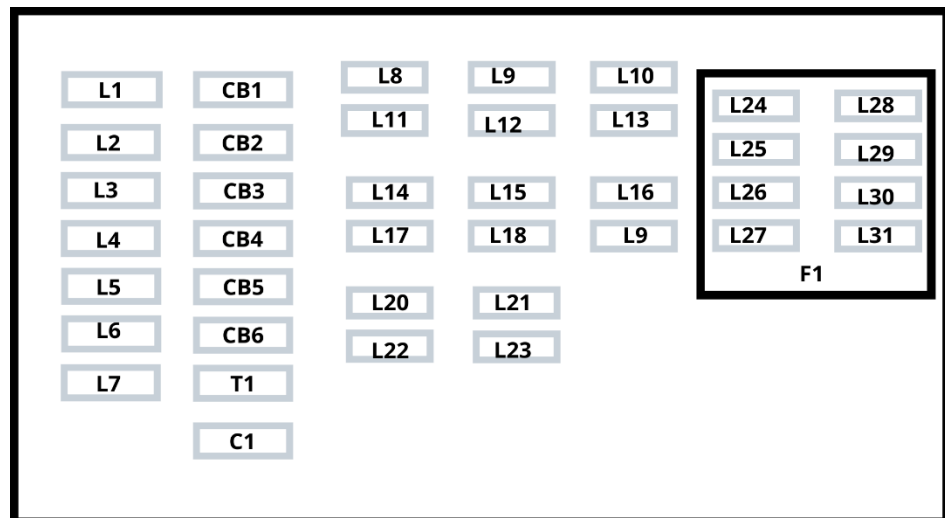 L1 CB1
L2 CB2
L3 CB3
L4 CB4
L5 CB5
L6 CB6
L7 T1
C1
L8 L9 L10
L11 L12 L13
L14 L15 L16
L17 L18 L9
L20 L21
L22 L23
L24 L28
L25 L29
L26 L30
L27 L31
F1